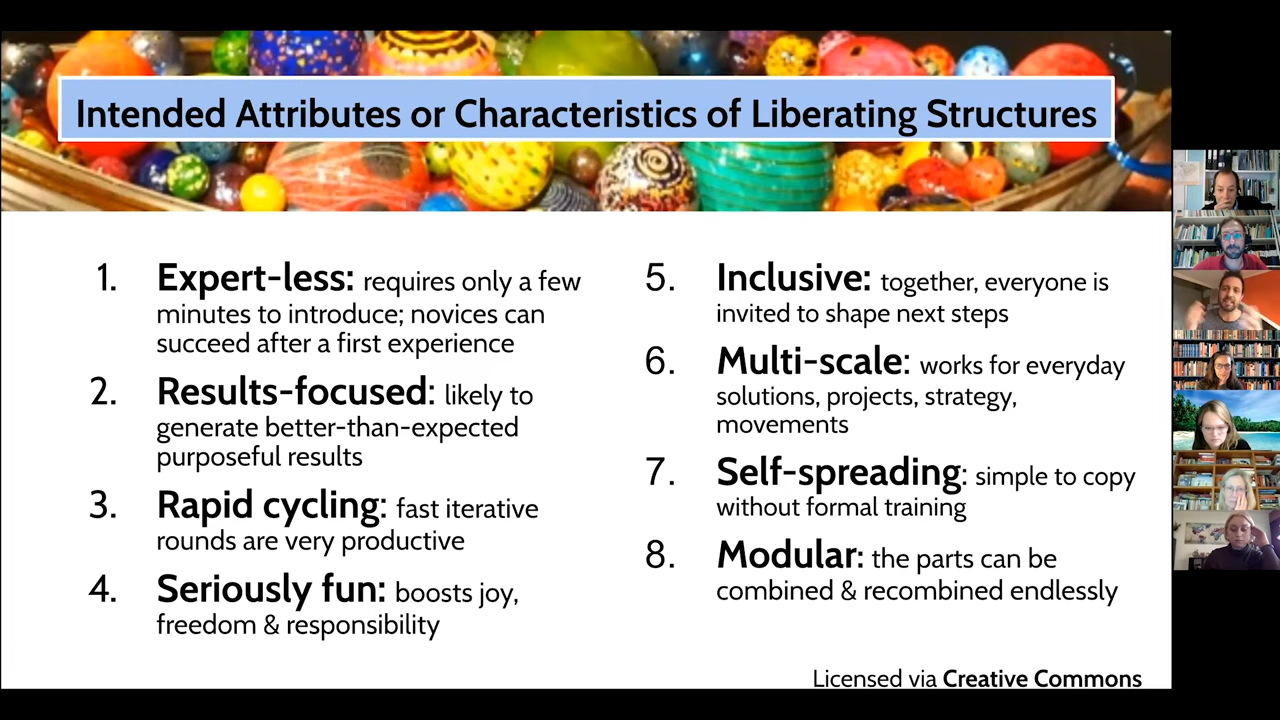 Intended Attributes or Characteristics of Liberating Structures
1. Expert-less: requires only a few
minutes to introduce; novices can
succeed after a first experience
2. Results-focused: likely to
generate better-than-expected
purposeful results
3. Rapid cycling: fast iterative
rounds are very productive
4. Seriously fun: boosts joy,
freedom & responsibility
5. Inclusive: together, everyone is
invited to shape next steps
6. Multi-scale: works for everyday
solutions, projects, strategy,
movements
7. Self-spreading: simple to copy
without formal training
8. Modular: the parts can be
combined & recombined endlessly
Licensed via Creative Commons